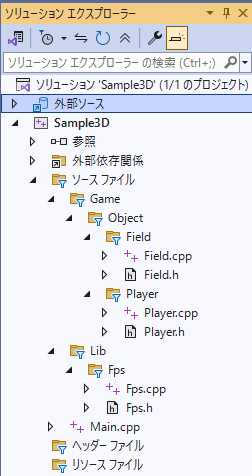 ソリューション エクスプローラー
ソリューション エクスプローラー の検索 (Ctrl+;)
ソリューション 'Sample3D' (1/1 のプロジェクト)
外部ソース
Sample3D
参照
外部依存関係
ソース ファイル
Game
Object
Field
Field.cpp
Field.h
Player
Player.cpp
Player.h
Lib
Fps
Fps.cpp
Fps.h
Main.cpp
ヘッダー ファイル
リソース ファイル